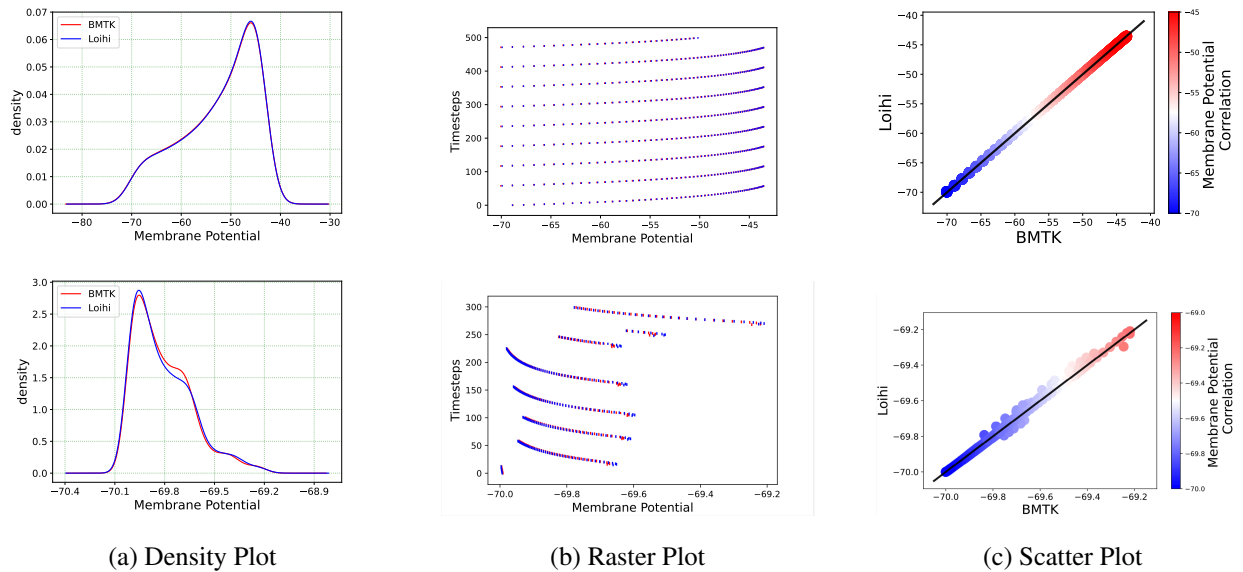 0.07
0.06
0.05
0.04
0.03
0.02
0.01
0.00
density
BMTK
Loihi
−80 −70 −60 −50 −40 −30
Membrane Potential
500
400
300
200
100
0
Timesteps
−70 −65 −60 −55 −50 −45
Membrane Potential
−40
−45
−50
−55
−60
−65
−70
Loihi
−70 −65 −60 −55 −50 −45 −40
BMTK
−45
−50
−55
−60
−65
−70
Membrane Potential
Correlation
3.0
2.5
2.0
1.5
1.0
0.5
0.0
density
BMTK
Loihi
−70.4 −70.1 −69.8 −69.5 −69.2 −68.9
Membrane Potential
300
250
200
150
100
50
0
Timesteps
−70.0 −69.8 −69.6 −69.4 −69.2
Membrane Potential
−69.2
−69.4
−69.6
−69.8
−70.0
Loihi
−70.0 −69.8 −69.6 −69.4 −69.2
BMTK
−69.0
−69.2
−69.4
−69.5
−69.6
−69.8
−70.0
Membrane Potential
Correlation
(a) Density Plot
(b) Raster Plot
(c) Scatter Plot